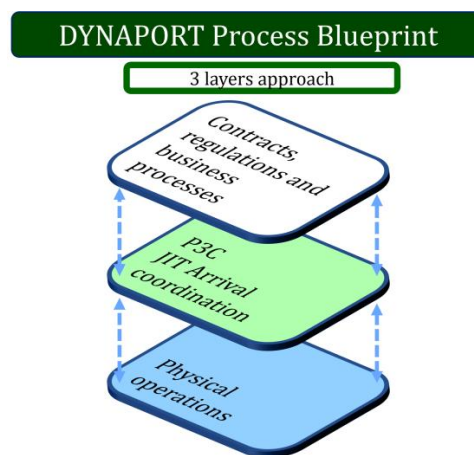 DYNAPORT Process Blueprint
3 layers approach
Contracts,
regulations and
business
processes
P3C
JIT Arrival
coordination
Physical
operations